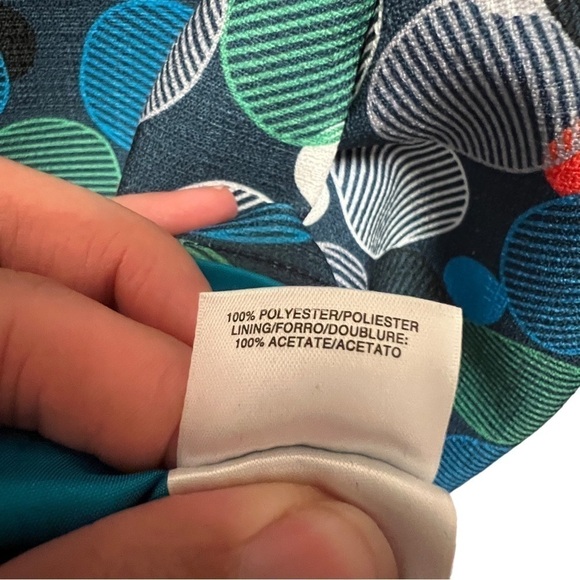 100% POLYESTER/POLIESTER
LINING/FORRO/DOUBLURE:
100% ACETATE/ACETATO